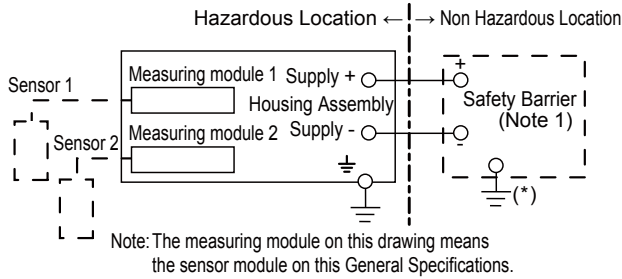 Hazardous Location ← → Non Hazardous Location
Sensor 1
Measuring module 1
Supply +
+
Housing Assembly
Safety Barrier
(Note 1)
Sensor 2
Measuring module 2
Supply -
-
(*)
Note: The measuring module on this drawing means
the sensor module on this General Specifications.